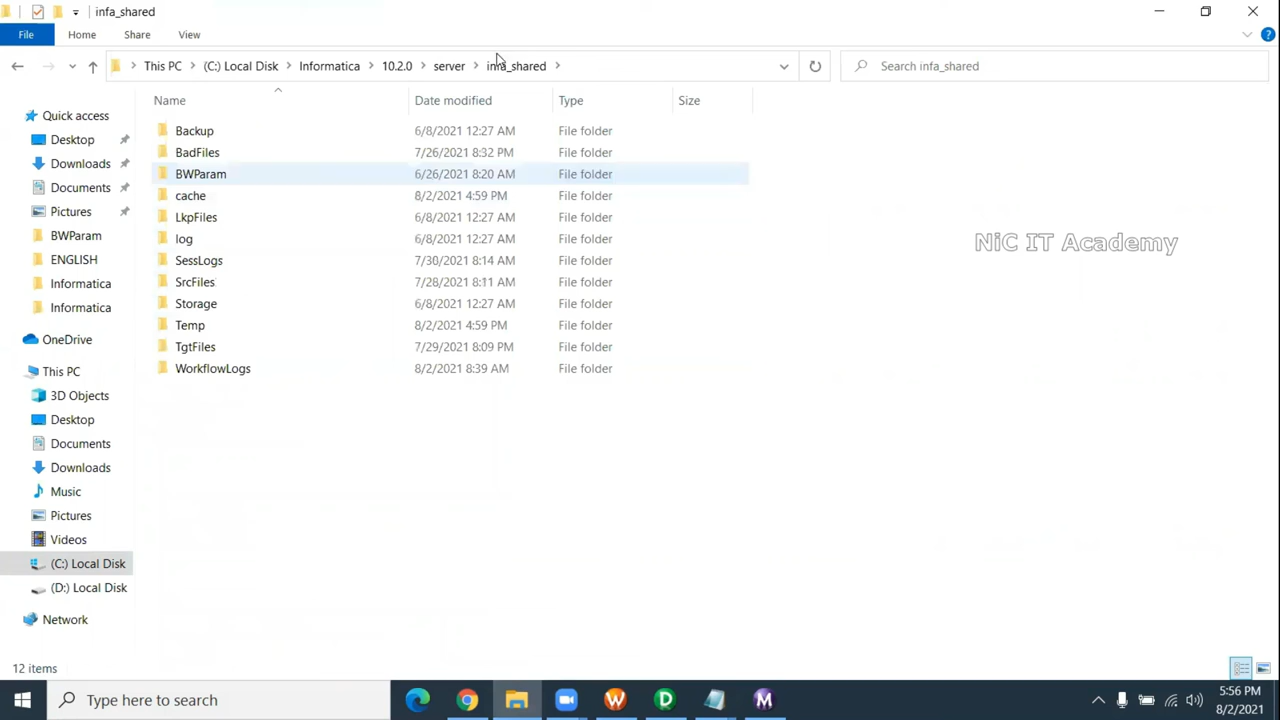 infa_shared
File Home Share View
This PC (C:) Local Disk Informatica 10.2.0 server infa_shared
Search infa_shared
Name Date modified Type Size
Backup 6/8/2021 12:27 AM File folder
BadFiles 7/26/2021 8:32 PM File folder
BWParam 6/26/2021 8:20 AM File folder
cache 8/2/2021 4:59 PM File folder
LkpFiles 6/8/2021 12:27 AM File folder
log 6/8/2021 12:27 AM File folder
SessLogs 7/30/2021 8:14 AM File folder
SrcFiles 7/28/2021 8:11 AM File folder
Storage 6/8/2021 12:27 AM File folder
Temp 8/2/2021 4:59 PM File folder
TgtFiles 7/29/2021 8:09 PM File folder
WorkflowLogs 8/2/2021 8:39 AM File folder
Quick access
Desktop
Downloads
Documents
Pictures
BWParam
ENGLISH
Informatica
Informatica
OneDrive
This PC
3D Objects
Desktop
Documents
Downloads
Music
Pictures
Videos
(C:) Local Disk
(D:) Local Disk
Network
NiC IT Academy
12 items
Type here to search
5:56 PM
8/2/2021